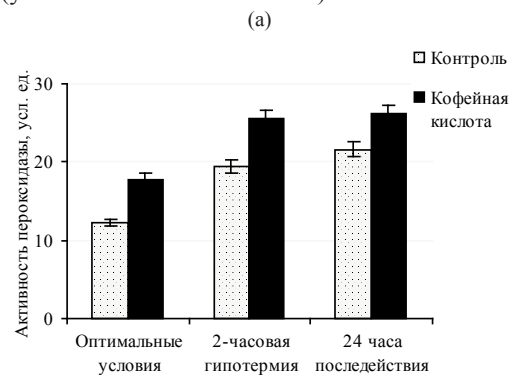 (а)
Контроль
Кофейная
кислота
Активность пероксидазы, усл. ед.
30
20
10
0
Оптимальные
условия
2-часовая
гипотермия
24 часа
последействия